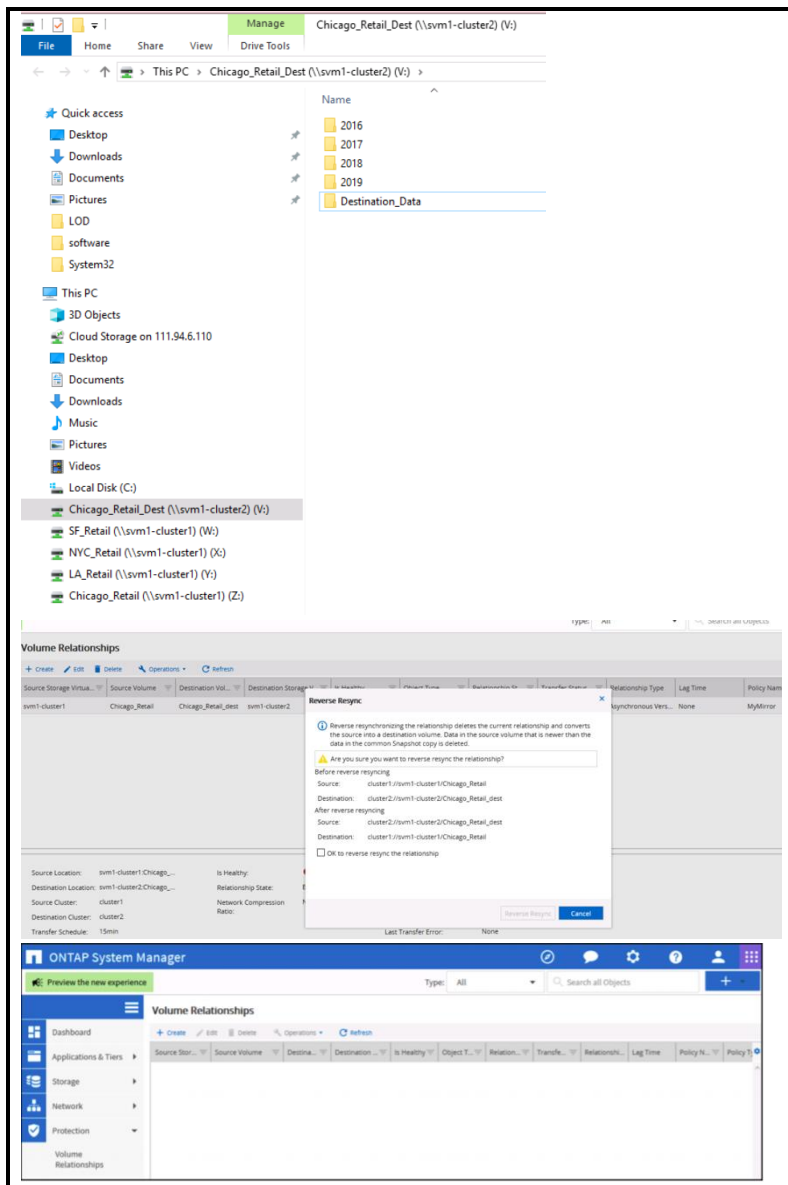 Manage Chicago_Retail_Dest (\\svm1-cluster2) (V:)
File Home Share View Drive Tools
This PC > Chicago_Retail_Dest (\\svm1-cluster2) (V:) >
Name
Quick access
Desktop
Downloads
Documents
Pictures
LOD
software
System32
This PC
3D Objects
Cloud Storage on 111.94.6.110
Desktop
Documents
Downloads
Music
Pictures
Videos
Local Disk (C:)
Chicago_Retail_Dest (\\svm1-cluster2) (V:)
SF_Retail (\\svm1-cluster1) (W:)
NYC_Retail (\\svm1-cluster1) (X:)
LA_Retail (\\svm1-cluster1) (Y:)
Chicago_Retail (\\svm1-cluster1) (Z:)
2016
2017
2018
2019
Destination_Data
Type: All Search all Objects
Volume Relationships
+ Create Edit Delete Operations Refresh
Source Storage Virtua... Source Volume Destination Vol... Destination Storage V... Is Healthy Object Type Relationship St... Transfer Status Relationship Type Lag Time Policy Nam
svm1-cluster1 Chicago_Retail Chicago_Retail_dest svm1-cluster2 Asynchronous Vers... None MyMirror
Reverse Resync
Reverse resynchronizing the relationship deletes the current relationship and converts
the source into a destination volume. Data in the source volume that is newer than the
data in the common Snapshot copy is deleted.
Are you sure you want to reverse resync the relationship?
Before reverse resyncing
Source: cluster1://svm1-cluster1/Chicago_Retail
Destination: cluster2://svm1-cluster2/Chicago_Retail_dest
After reverse resyncing
Source: cluster2://svm1-cluster2/Chicago_Retail_dest
Destination: cluster1://svm1-cluster1/Chicago_Retail
OK to reverse resync the relationship
Reverse Resync Cancel
Source Location: svm1-cluster1:Chicago_... Is Healthy:
Destination Location: svm1-cluster2:Chicago_... Relationship State:
Source Cluster: cluster1 Network Compression
Ratio:
Destination Cluster: cluster2
Transfer Schedule: 15min Last Transfer Error: None
ONTAP System Manager
Preview the new experience Type: All Search all Objects +
Volume Relationships
+ Create Edit Delete Operations Refresh
Source Stor... Source Volume Destina... Destination ... Is Healthy Object T... Relation... Transfe... Relationshi... Lag Time Policy N... Policy Ty
Dashboard
Applications & Tiers
Storage
Network
Protection
Volume
Relationships